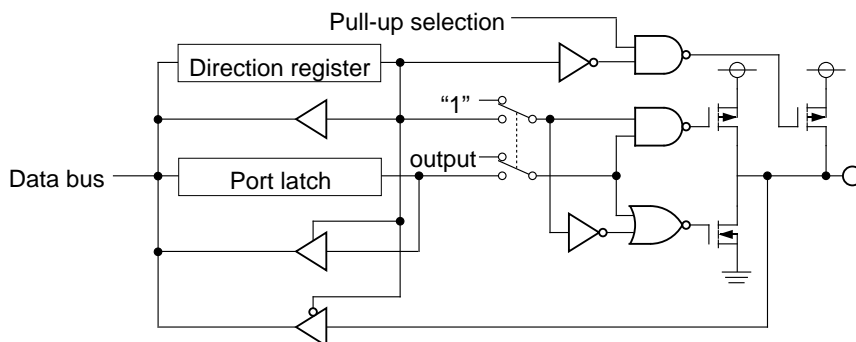 Pull-up selection
Direction register
“1”
output
Data bus
Port latch